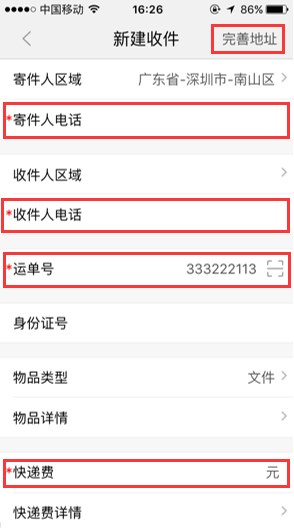 中国移动 16:26 86%
新建收件 完善地址
寄件人区域 广东省-深圳市-南山区
*寄件人电话
收件人区域
*收件人电话
*运单号 333222113
身份证号
物品类型 文件
物品详情
*快递费 元
快递费详情